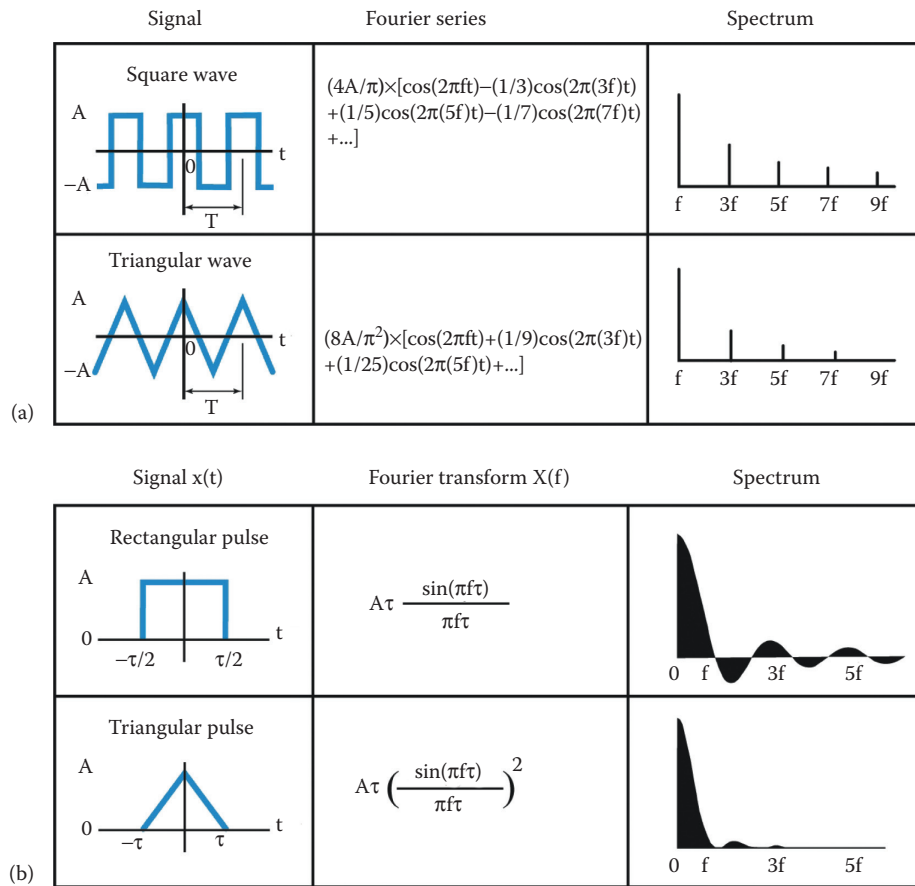 Signal Fourier series Spectrum
Square wave
A
−A
0
t
T
(4A/π)×[cos(2πft)−(1/3)cos(2π(3f)t)
+(1/5)cos(2π(5f)t)−(1/7)cos(2π(7f)t)
+...]
f 3f 5f 7f 9f
Triangular wave
A
−A
0
t
T
(8A/π²)×[cos(2πft)+(1/9)cos(2π(3f)t)
+(1/25)cos(2π(5f)t)+...]
f 3f 5f 7f 9f
(a)
Signal x(t) Fourier transform X(f) Spectrum
Rectangular pulse
A
0
t
−τ/2 τ/2
Aτ sin(πfτ)
πfτ
0 f 3f 5f
Triangular pulse
A
0
t
−τ τ
Aτ ( sin(πfτ) )²
πfτ
0 f 3f 5f
(b)